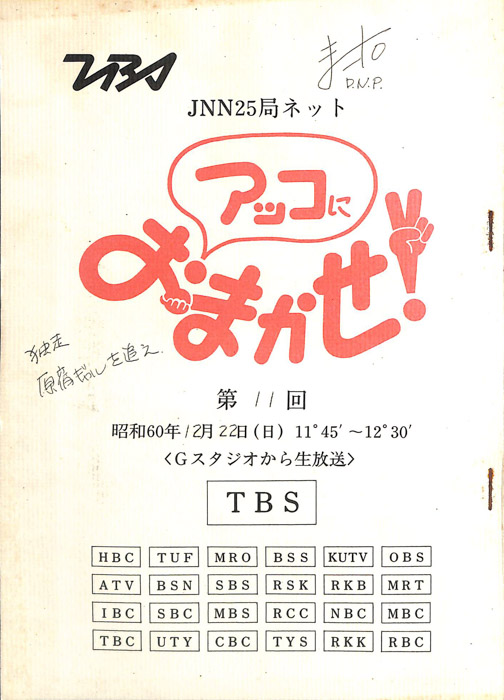 TBS
D.N.P.
JNN25局ネット
アッコに
おまかせ!
独走
原宿ギャルを追え
第 11 回
昭和60年12月22日(日) 11°45′～12°30′
〈Gスタジオから生放送〉
TBS
HBC TUF MRO BSS KUTV OBS
ATV BSN SBS RSK RKB MRT
IBC SBC MBS RCC NBC MBC
TBC UTY CBC TYS RKK RBC